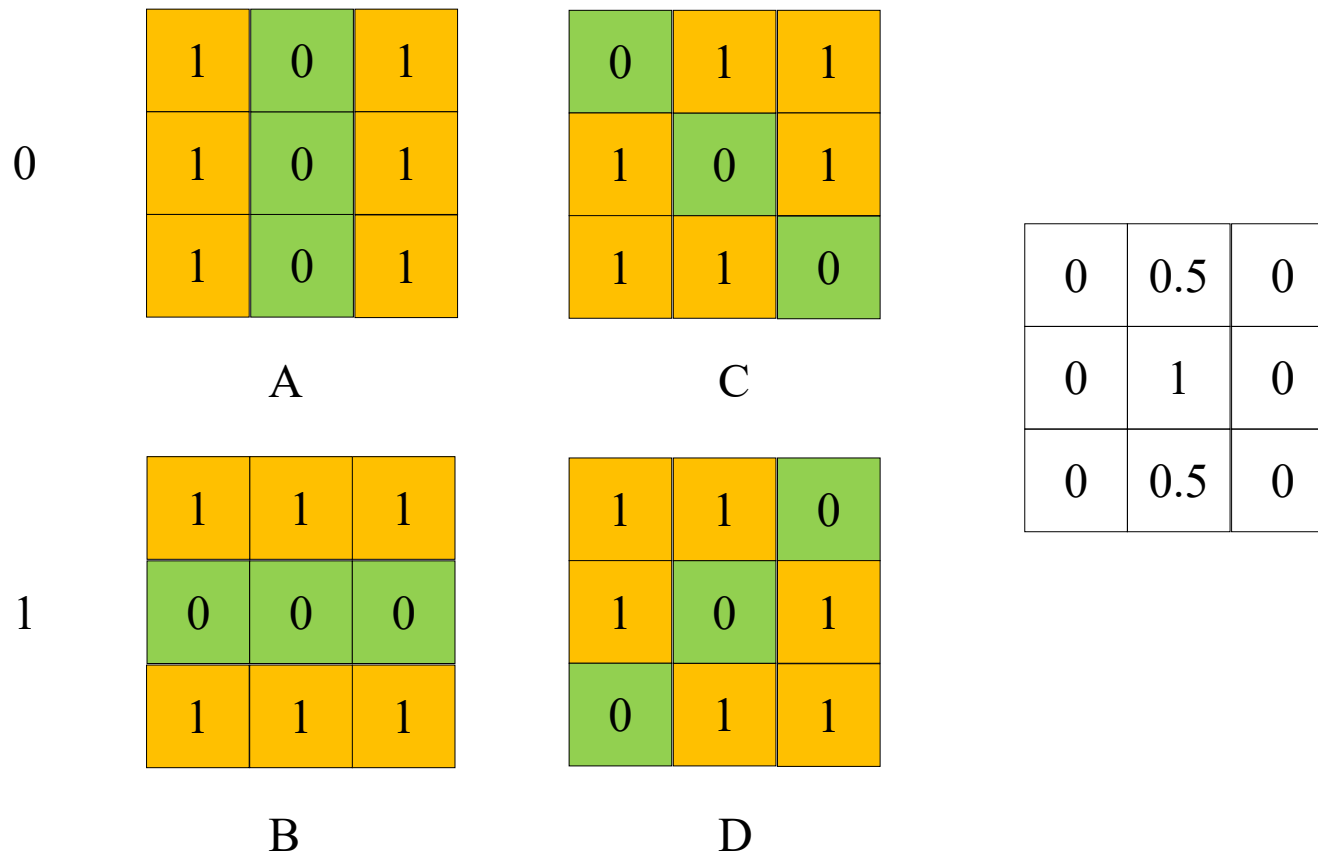 1 0 1 0 1 1
0 1 0 1 1 0 1
1 0 1 1 1 0
A C
0 0.5 0
0 1 0
0 0.5 0
1 1 1 1 1 0
1 0 0 0 1 0 1
1 1 1 0 1 1
B D